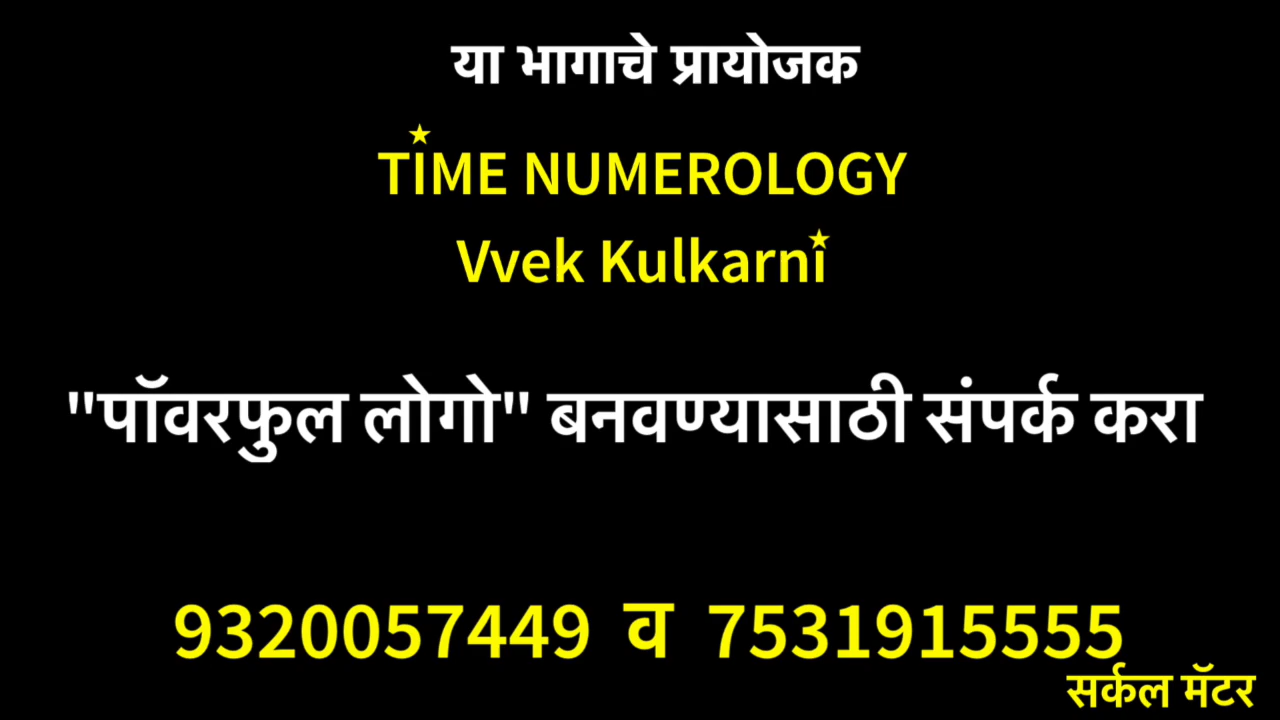 या भागाचे प्रायोजक
TIME NUMEROLOGY
Vvek Kulkarni
"पॉवरफुल लोगो" बनवण्यासाठी संपर्क करा
9320057449 व 7531915555
सर्कल मॅटर